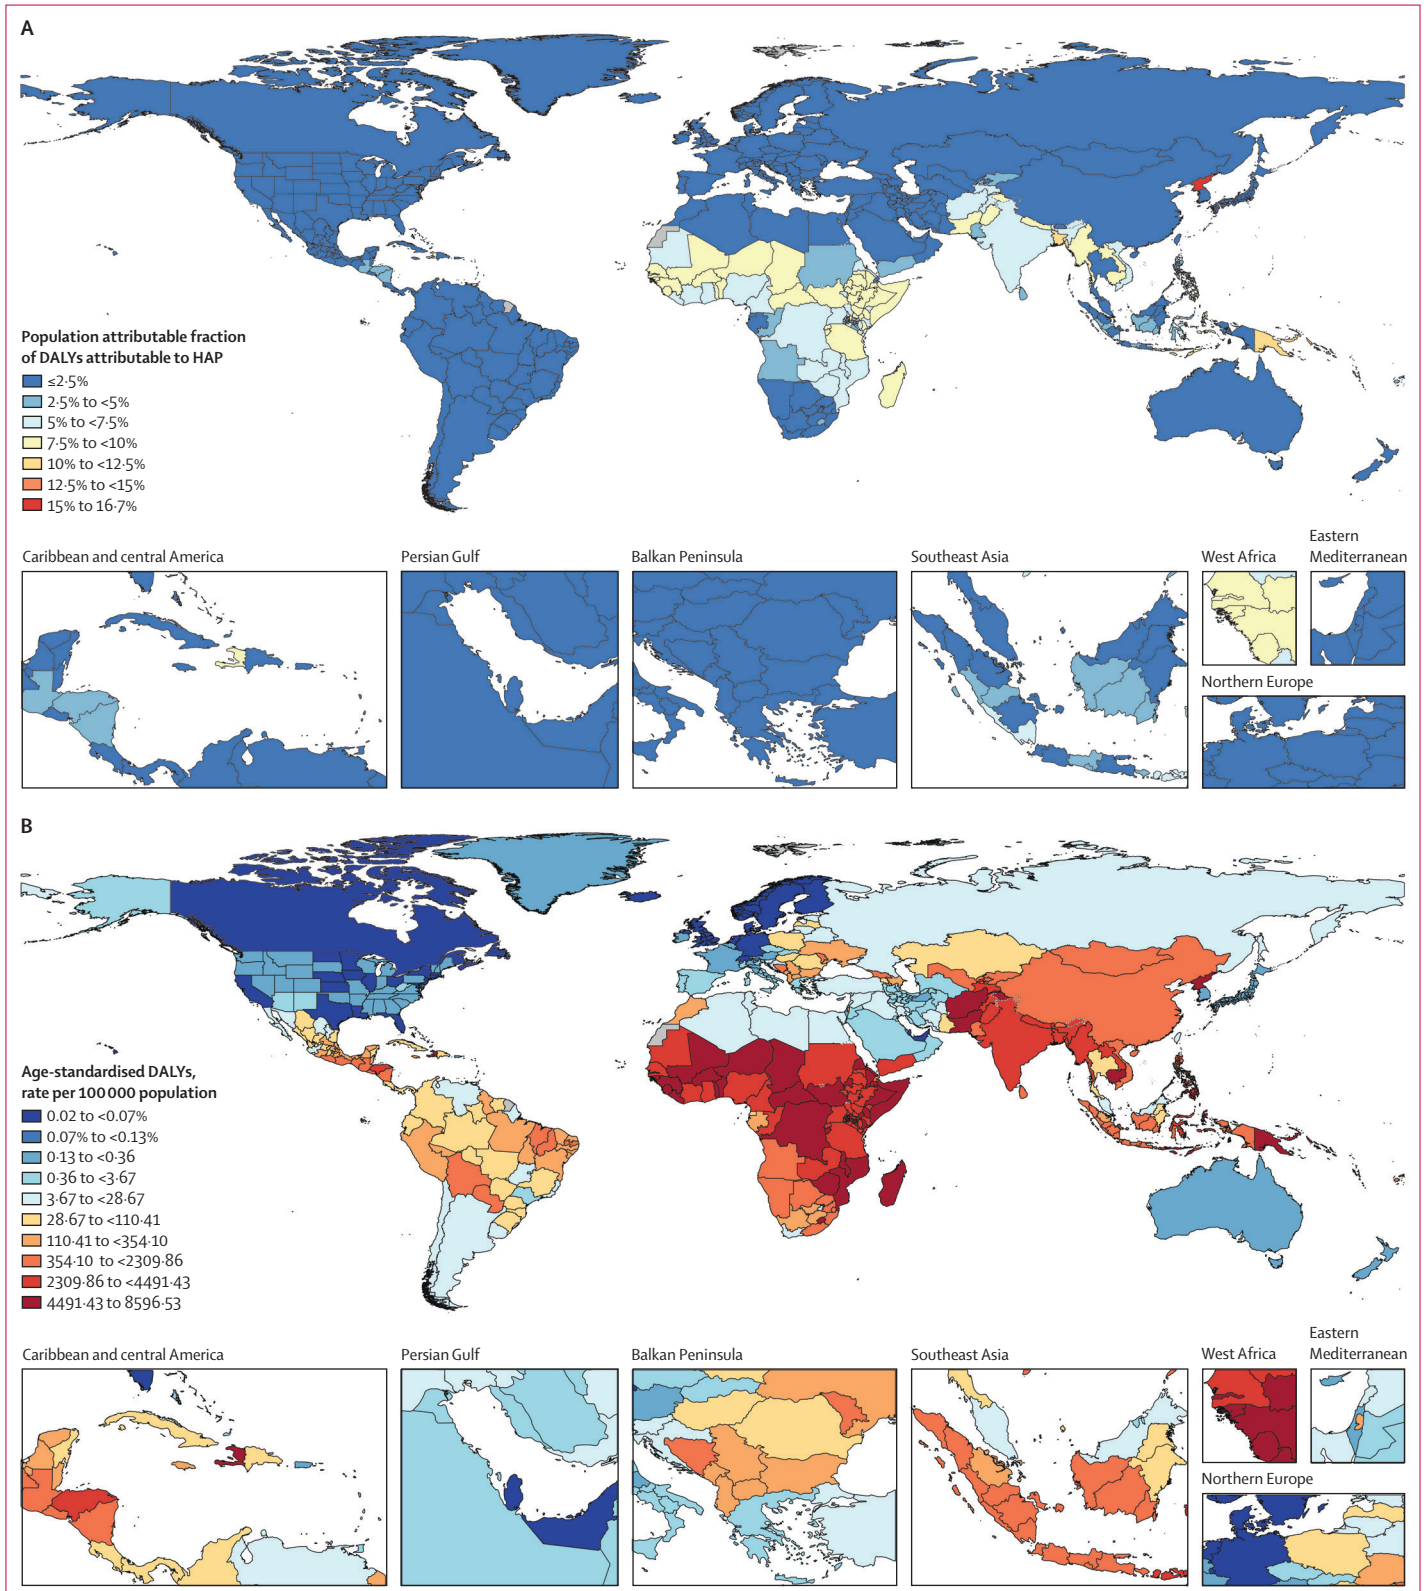 A
Population attributable fraction
of DALYs attributable to HAP
≤2·5%
2·5% to <5%
5% to <7·5%
7·5% to <10%
10% to <12·5%
12·5% to <15%
15% to 16·7%
Caribbean and central America
Persian Gulf
Balkan Peninsula
Southeast Asia
West Africa
Eastern
Mediterranean
Northern Europe
B
Age-standardised DALYs,
rate per 100 000 population
0.02 to <0.07%
0.07% to <0.13%
0·13 to <0·36
0·36 to <3·67
3·67 to <28·67
28·67 to <110·41
110·41 to <354·10
354·10 to <2309·86
2309·86 to <4491·43
4491·43 to 8596·53
Caribbean and central America
Persian Gulf
Balkan Peninsula
Southeast Asia
West Africa
Eastern
Mediterranean
Northern Europe